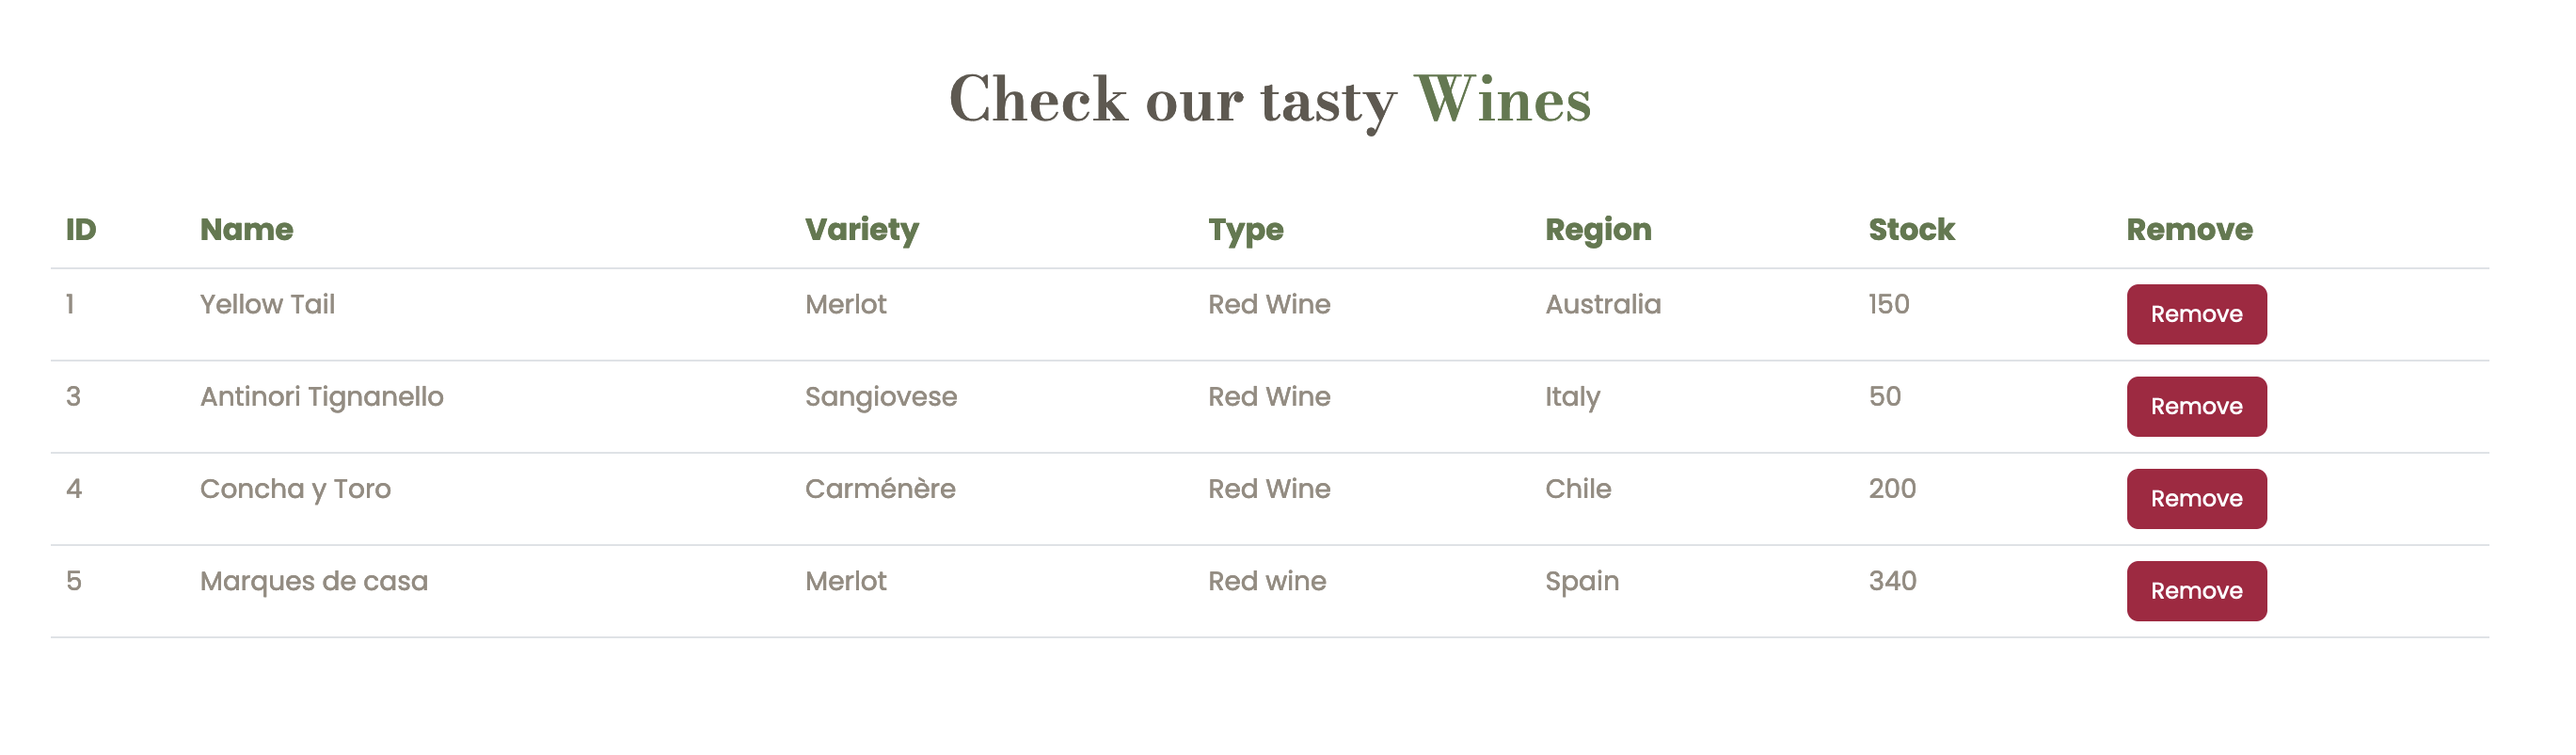 Check our tasty Wines
ID Name Variety Type Region Stock Remove
1 Yellow Tail Merlot Red Wine Australia 150 Remove
3 Antinori Tignanello Sangiovese Red Wine Italy 50 Remove
4 Concha y Toro Carménère Red Wine Chile 200 Remove
5 Marques de casa Merlot Red wine Spain 340 Remove